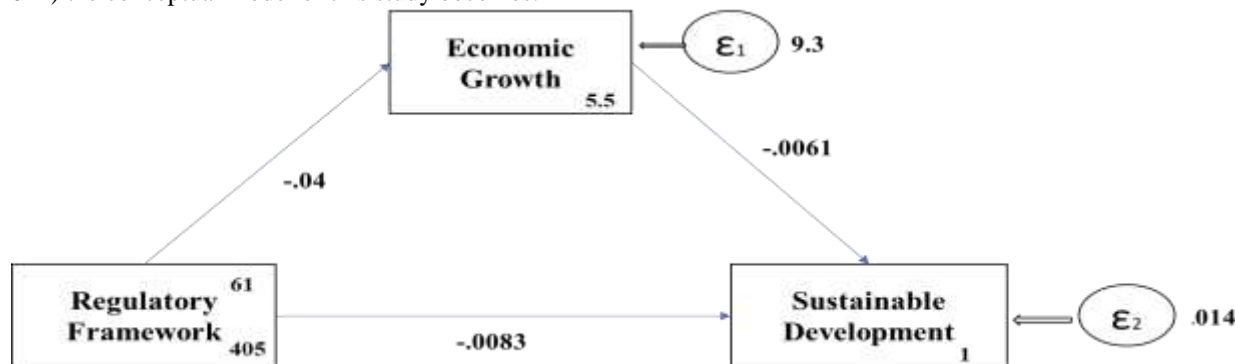 Economic
Growth
5.5
ε1
9.3
-.04
-.0061
61
Regulatory
Framework
405
-.0083
Sustainable
Development
1
ε2
.014